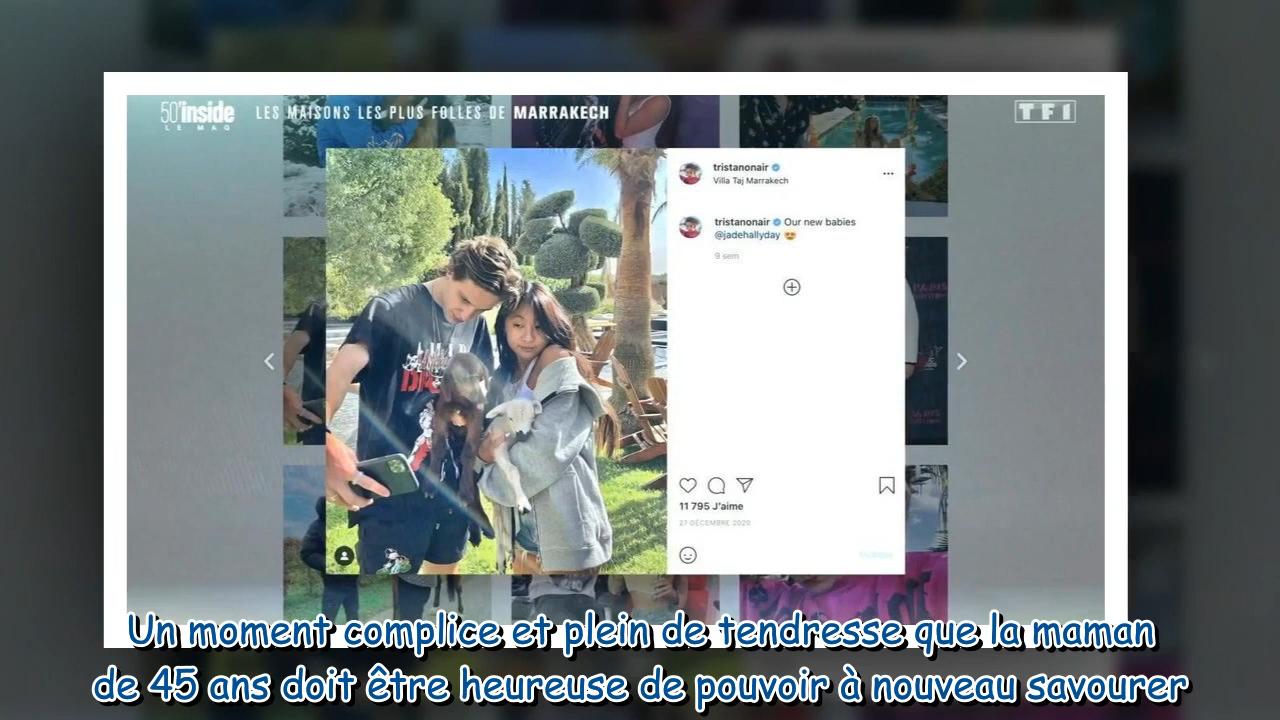 50'inside
LE MAG
LES MAISONS LES PLUS FOLLES DE MARRAKECH
TF1
tristanonair
Villa Taj Marrakech
tristanonair Our new babies
@jadehallyday 😍
9 sem
11 795 J'aime
27 DÉCEMBRE 2020
Un moment complice et plein de tendresse que la maman
de 45 ans doit être heureuse de pouvoir à nouveau savourer